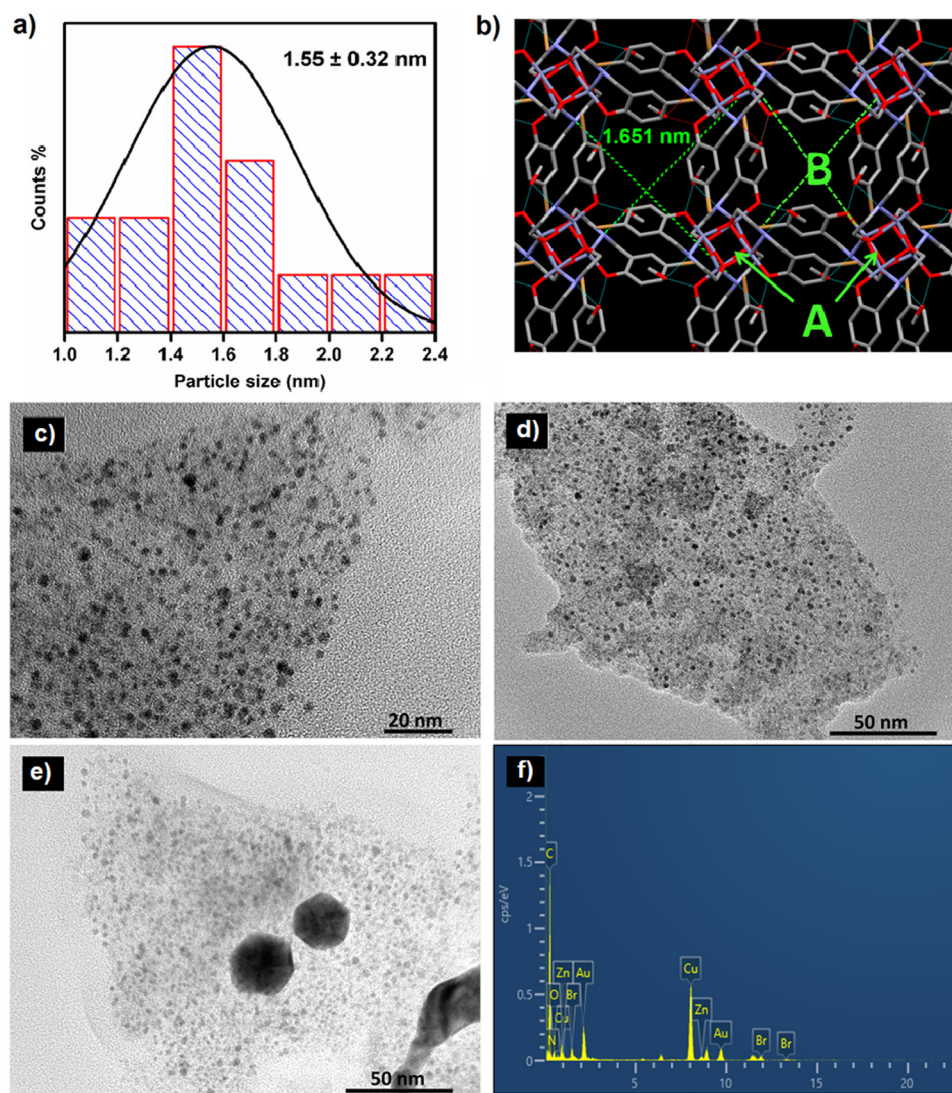 a)
1.55 ± 0.32 nm
Counts %
1.0 1.2 1.4 1.6 1.8 2.0 2.2 2.4
Particle size (nm)
b)
1.651 nm
B
A
c)
20 nm
d)
50 nm
e)
50 nm
f)
cps/eV
2
1.5
1
0.5
0
C
Zn Au
O Br
Cu
N
Cu
Zn
Au
Br Br
5 10 15 20